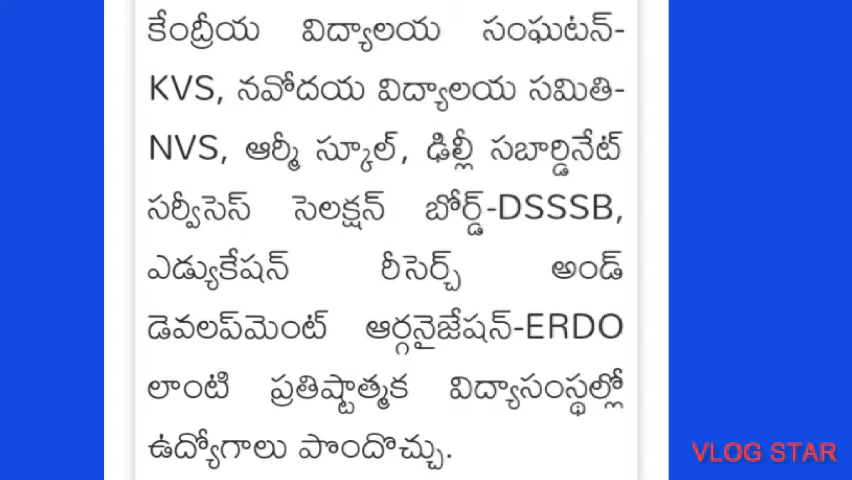 కేంద్రీయ విద్యాలయ సంఘటన్-
KVS, నవోదయ విద్యాలయ సమితి-
NVS, ఆర్మీ స్కూల్, ఢిల్లీ సబార్డినేట్
సర్వీసెస్ సెలక్షన్ బోర్డ్-DSSSB,
ఎడ్యుకేషన్ రీసెర్చ్ అండ్
డెవలప్‌మెంట్ ఆర్గనైజేషన్-ERDO
లాంటి ప్రతిష్టాత్మక విద్యాసంస్థల్లో
ఉద్యోగాలు పొందొచ్చు.
VLOG STAR